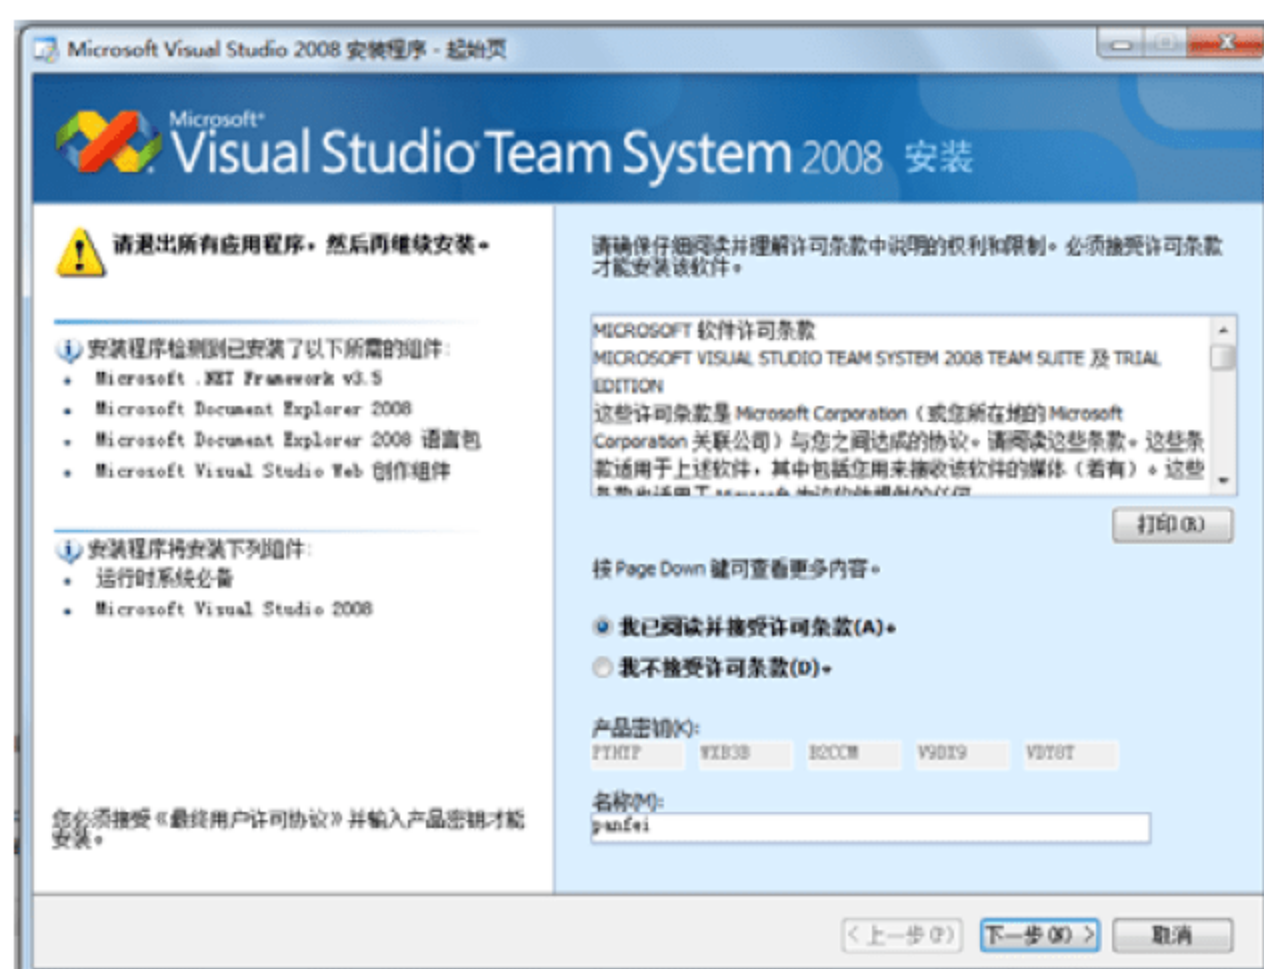 Microsoft Visual Studio 2008 安装程序 - 起始页
Microsoft®
Visual Studio Team System 2008 安装
请退出所有应用程序，然后再继续安装。
安装程序检测到已安装了以下所需的组件:
Microsoft .NET Framework v3.5
Microsoft Document Explorer 2008
Microsoft Document Explorer 2008 语言包
Microsoft Visual Studio Web 创作组件
安装程序将安装下列组件:
运行时系统必备
Microsoft Visual Studio 2008
您必须接受《最终用户许可协议》并输入产品密钥才能
安装。
请确保仔细阅读并理解许可条款中说明的权利和限制。必须接受许可条款
才能安装该软件。
MICROSOFT 软件许可条款
MICROSOFT VISUAL STUDIO TEAM SYSTEM 2008 TEAM SUITE 及 TRIAL
EDITION
这些许可条款是 Microsoft Corporation（或您所在地的 Microsoft
Corporation 关联公司）与您之间达成的协议。请阅读这些条款。这些条
款适用于上述软件，其中包括您用来接收该软件的媒体（若有）。这些
打印(R)
按 Page Down 键可查看更多内容。
我已阅读并接受许可条款(A)。
我不接受许可条款(D)。
产品密钥(K):
名称(M):
panfei
< 上一步(P)
下一步(N) >
取消